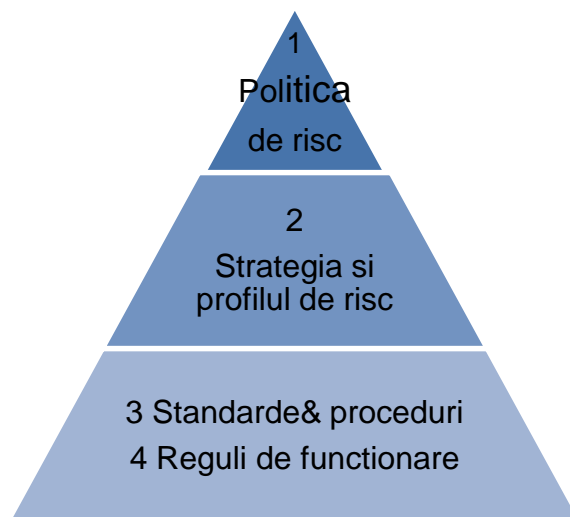 1
Politica
de risc
2
Strategia si
profilul de risc
3 Standarde& proceduri
4 Reguli de functionare